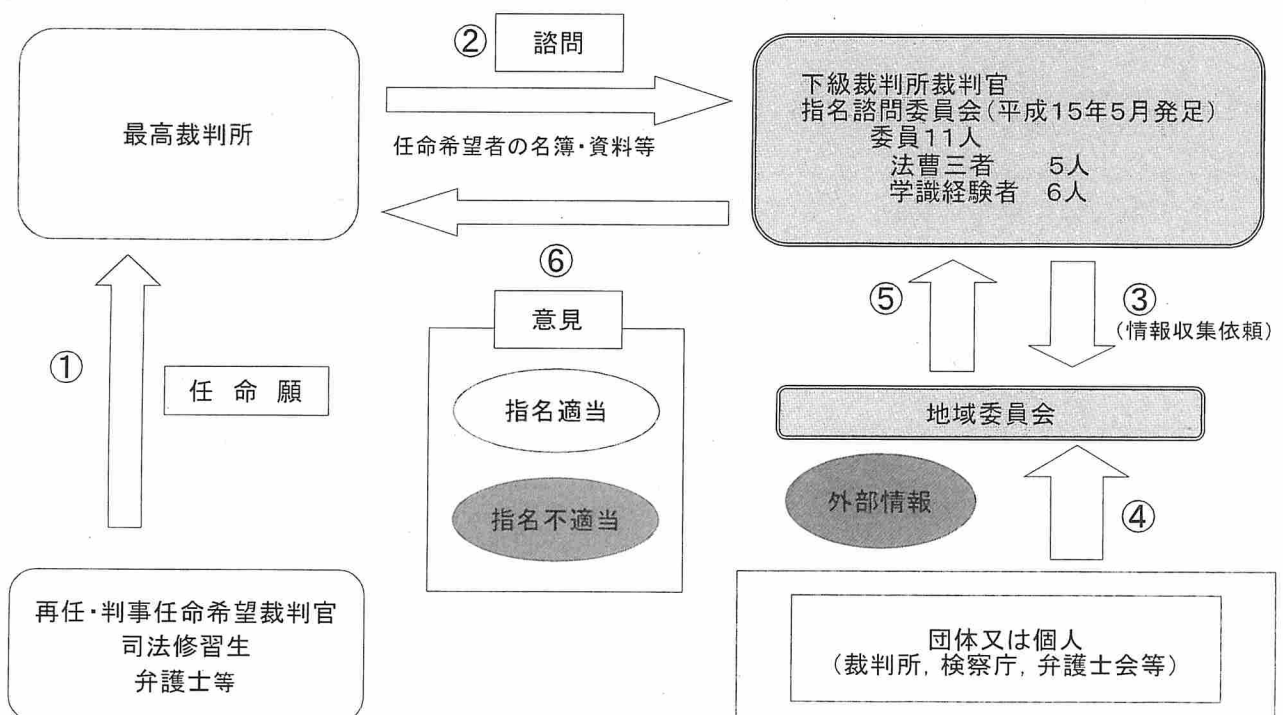 ② 諮問
最高裁判所
任命希望者の名簿・資料等
下級裁判所裁判官
指名諮問委員会(平成15年5月発足)
委員11人
法曹三者 5人
学識経験者 6人
⑥
意見
指名適当
指名不適当
⑤
③
(情報収集依頼)
①
任 命 願
地域委員会
外部情報
④
再任・判事任命希望裁判官
司法修習生
弁護士等
団体又は個人
(裁判所, 検察庁, 弁護士会等)